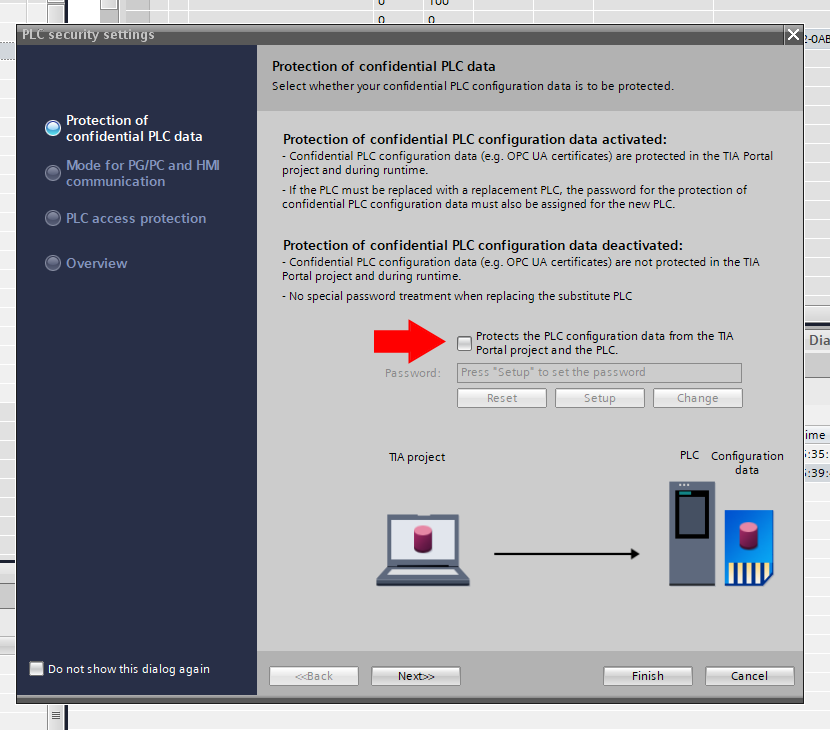 0 100
0 0
PLC security settings
2-0AB
Protection of confidential PLC data
Select whether your confidential PLC configuration data is to be protected.
Protection of
confidential PLC data
Mode for PG/PC and HMI
communication
PLC access protection
Overview
Protection of confidential PLC configuration data activated:
- Confidential PLC configuration data (e.g. OPC UA certificates) are protected in the TIA Portal
project and during runtime.
- If the PLC must be replaced with a replacement PLC, the password for the protection of
confidential PLC configuration data must also be assigned for the new PLC.
Protection of confidential PLC configuration data deactivated:
- Confidential PLC configuration data (e.g. OPC UA certificates) are not protected in the TIA
Portal project and during runtime.
- No special password treatment when replacing the substitute PLC
Protects the PLC configuration data from the TIA
Portal project and the PLC.
Dia
Password: Press "Setup" to set the password
Reset Setup Change
ime
:35:
:39:
TIA project
PLC Configuration
data
Do not show this dialog again
<<Back Next>> Finish Cancel